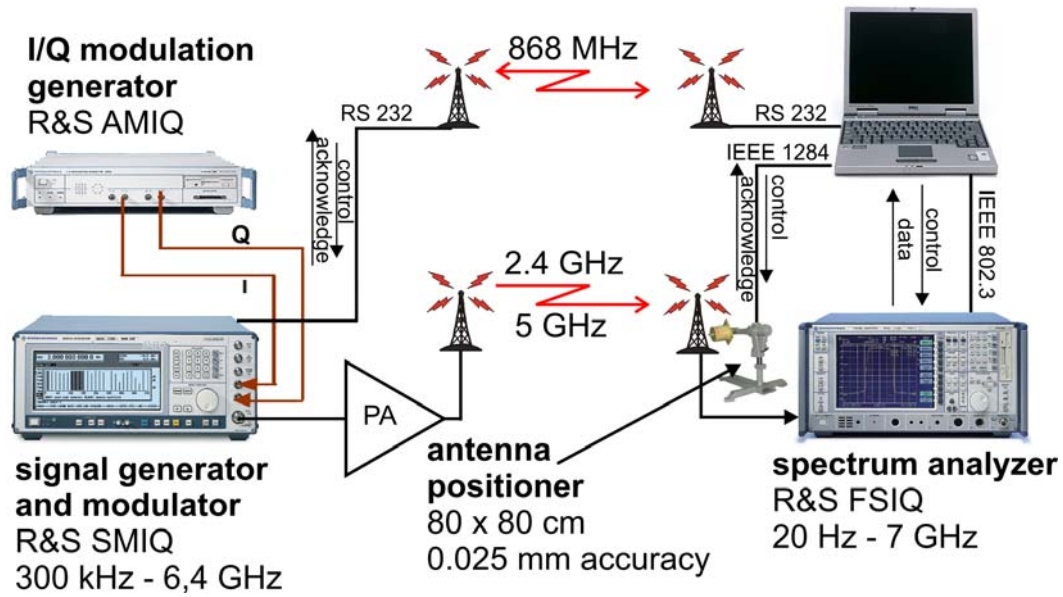 I/Q modulation
generator
R&S AMIQ
868 MHz
RS 232
RS 232
IEEE 1284
control
acknowledge
control
acknowledge
control
data
IEEE 802.3
Q
I
2.4 GHz
5 GHz
PA
signal generator
and modulator
R&S SMIQ
300 kHz - 6,4 GHz
antenna
positioner
80 x 80 cm
0.025 mm accuracy
spectrum analyzer
R&S FSIQ
20 Hz - 7 GHz